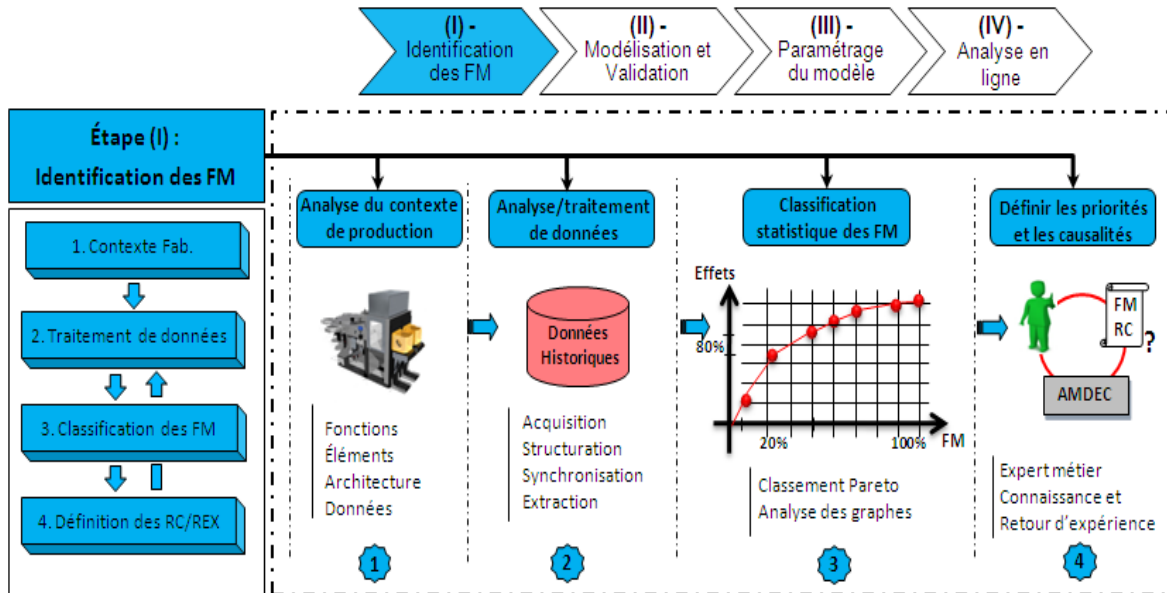 (I) -
Identification
des FM
(II) -
Modélisation et
Validation
(III) -
Paramétrage
du modèle
(IV) -
Analyse en
ligne
Étape (I) :
Identification des FM
1. Contexte Fab.
2. Traitement de données
3. Classification des FM
4. Définition des RC/REX
Analyse du contexte
de production
Fonctions
Éléments
Architecture
Données
1
Analyse/traitement
de données
Données
Historiques
Acquisition
Structuration
Synchronisation
Extraction
2
Classification
statistique des FM
Effets
80%
20%
100%
FM
Classement Pareto
Analyse des graphes
3
Définir les priorités
et les causalités
FM
RC
?
AMDEC
Expert métier
Connaissance et
Retour d'expérience
4